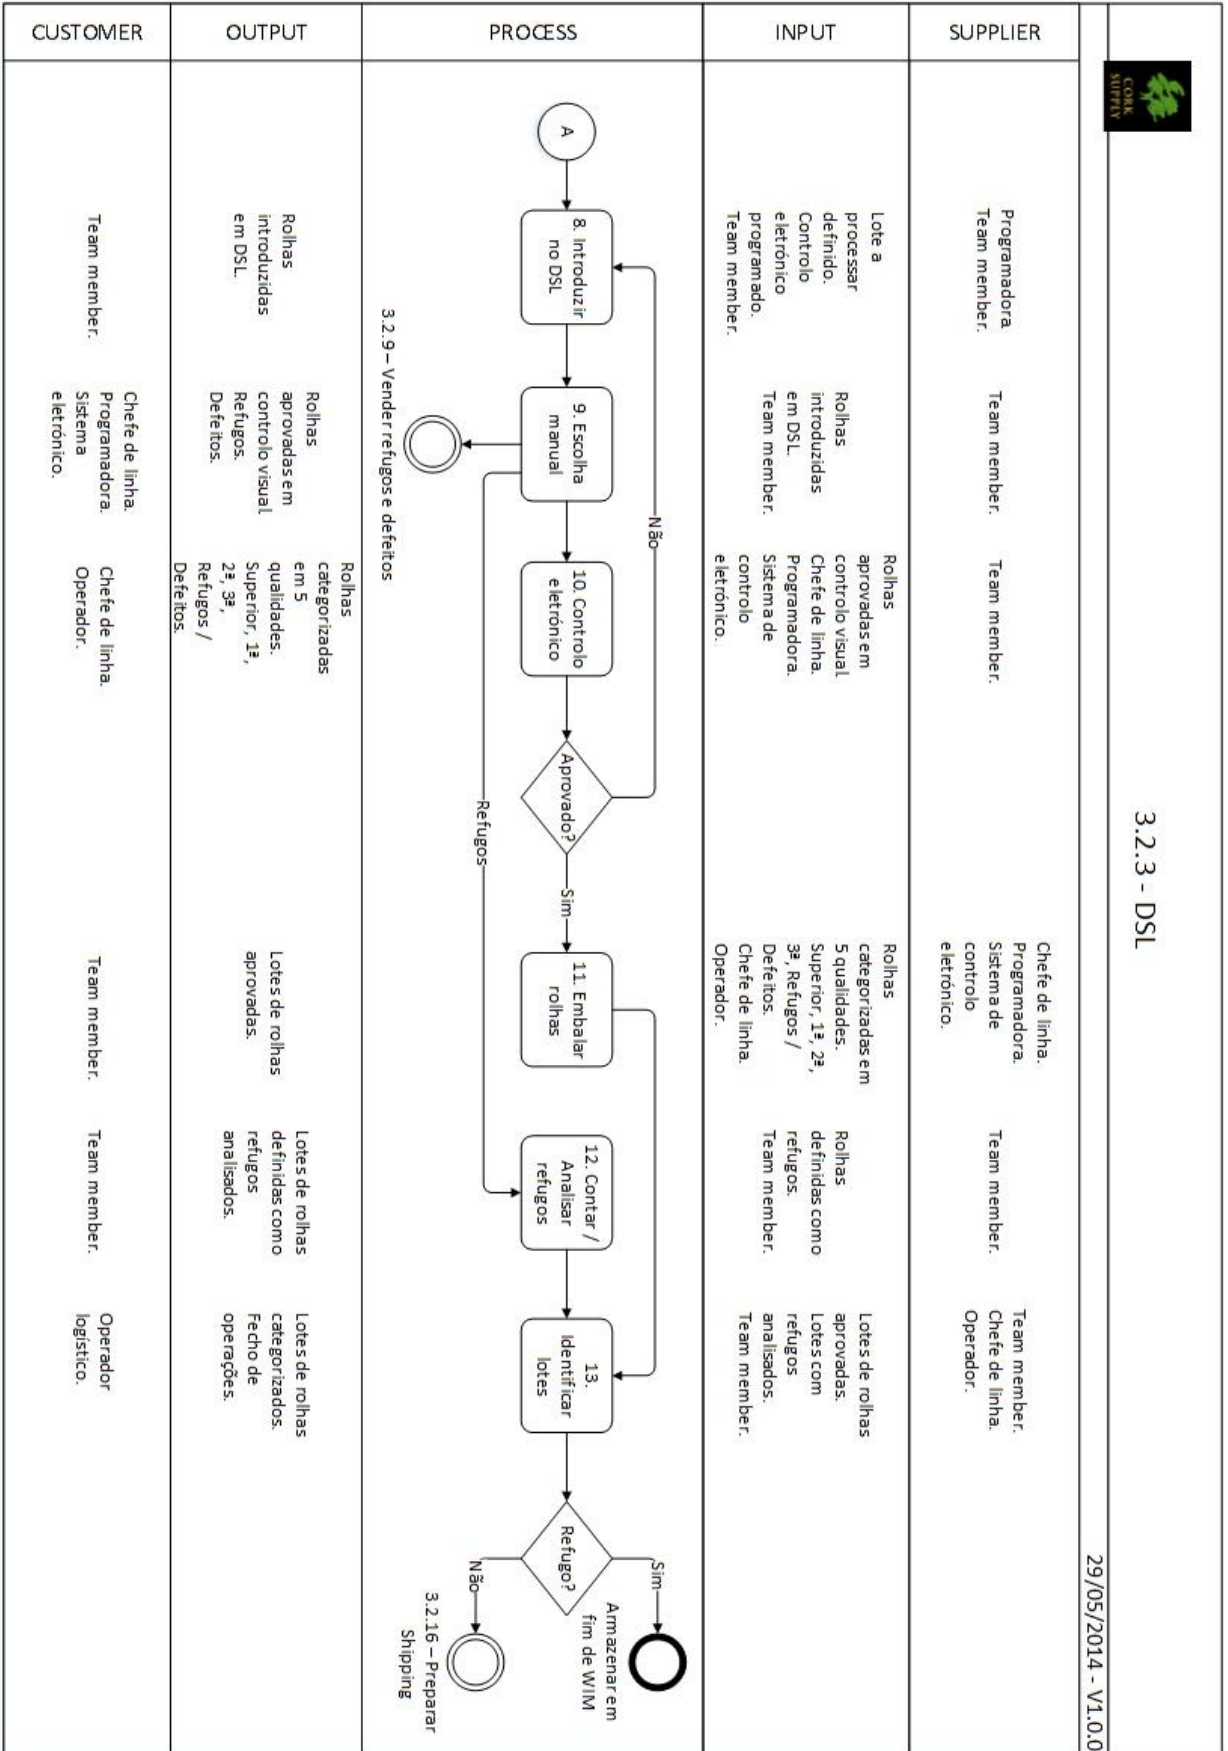 CORK
SUPPLY
3.2.3 - DSL
29/05/2014 - V1.0.0
SUPPLIER
Programadora
Team member.
Team member.
Team member.
Chefe de linha.
Programadora.
Sistema de
controlo
eletrónico.
Team member.
Team member.
Chefe de linha.
Operador.
INPUT
Lote a
processar
definido.
Controlo
eletrónico
programado.
Team member.
Rolhas
introduzidas
em DSL.
Team member.
Rolhas
aprovadas em
controlo visual
Chefe de linha.
Programadora.
Sistema de
controlo
eletrónico.
Rolhas
categorizadas em
5 qualidades.
Superior, 1ª, 2ª,
3ª, Refugos /
Defeitos.
Chefe de linha.
Operador.
Rolhas
definidas como
refugos.
Team member.
Lotes de rolhas
aprovadas.
Lotes com
refugos
analisados.
Team member.
PROCESS
A
8. Introduzir
no DSL
9. Escolha
manual
10. Controlo
eletrónico
Aprovado?
Não
Sim
11. Embalar
rolhas
12. Contar /
Analisar
refugos
13.
Identificar
lotes
Refugo?
Sim
Armazenar em
fim de WIM
Não
3.2.16 – Preparar
Shipping
Refugos
3.2.9 – Vender refugos e defeitos
OUTPUT
Rolhas
introduzidas
em DSL.
Rolhas
aprovadas em
controlo visual
Refugos.
Defeitos.
Rolhas
categorizadas
em 5
qualidades.
Superior, 1ª,
2ª, 3ª,
Refugos /
Defeitos.
Lotes de rolhas
aprovadas.
Lotes de rolhas
definidas como
refugos
analisados.
Lotes de rolhas
categorizados.
Fecho de
operações.
CUSTOMER
Team member.
Chefe de linha.
Programadora.
Sistema
eletrónico.
Chefe de linha.
Operador.
Team member.
Team member.
Operador
logístico.